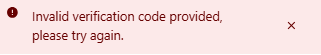 Invalid verification code provided,
please try again.